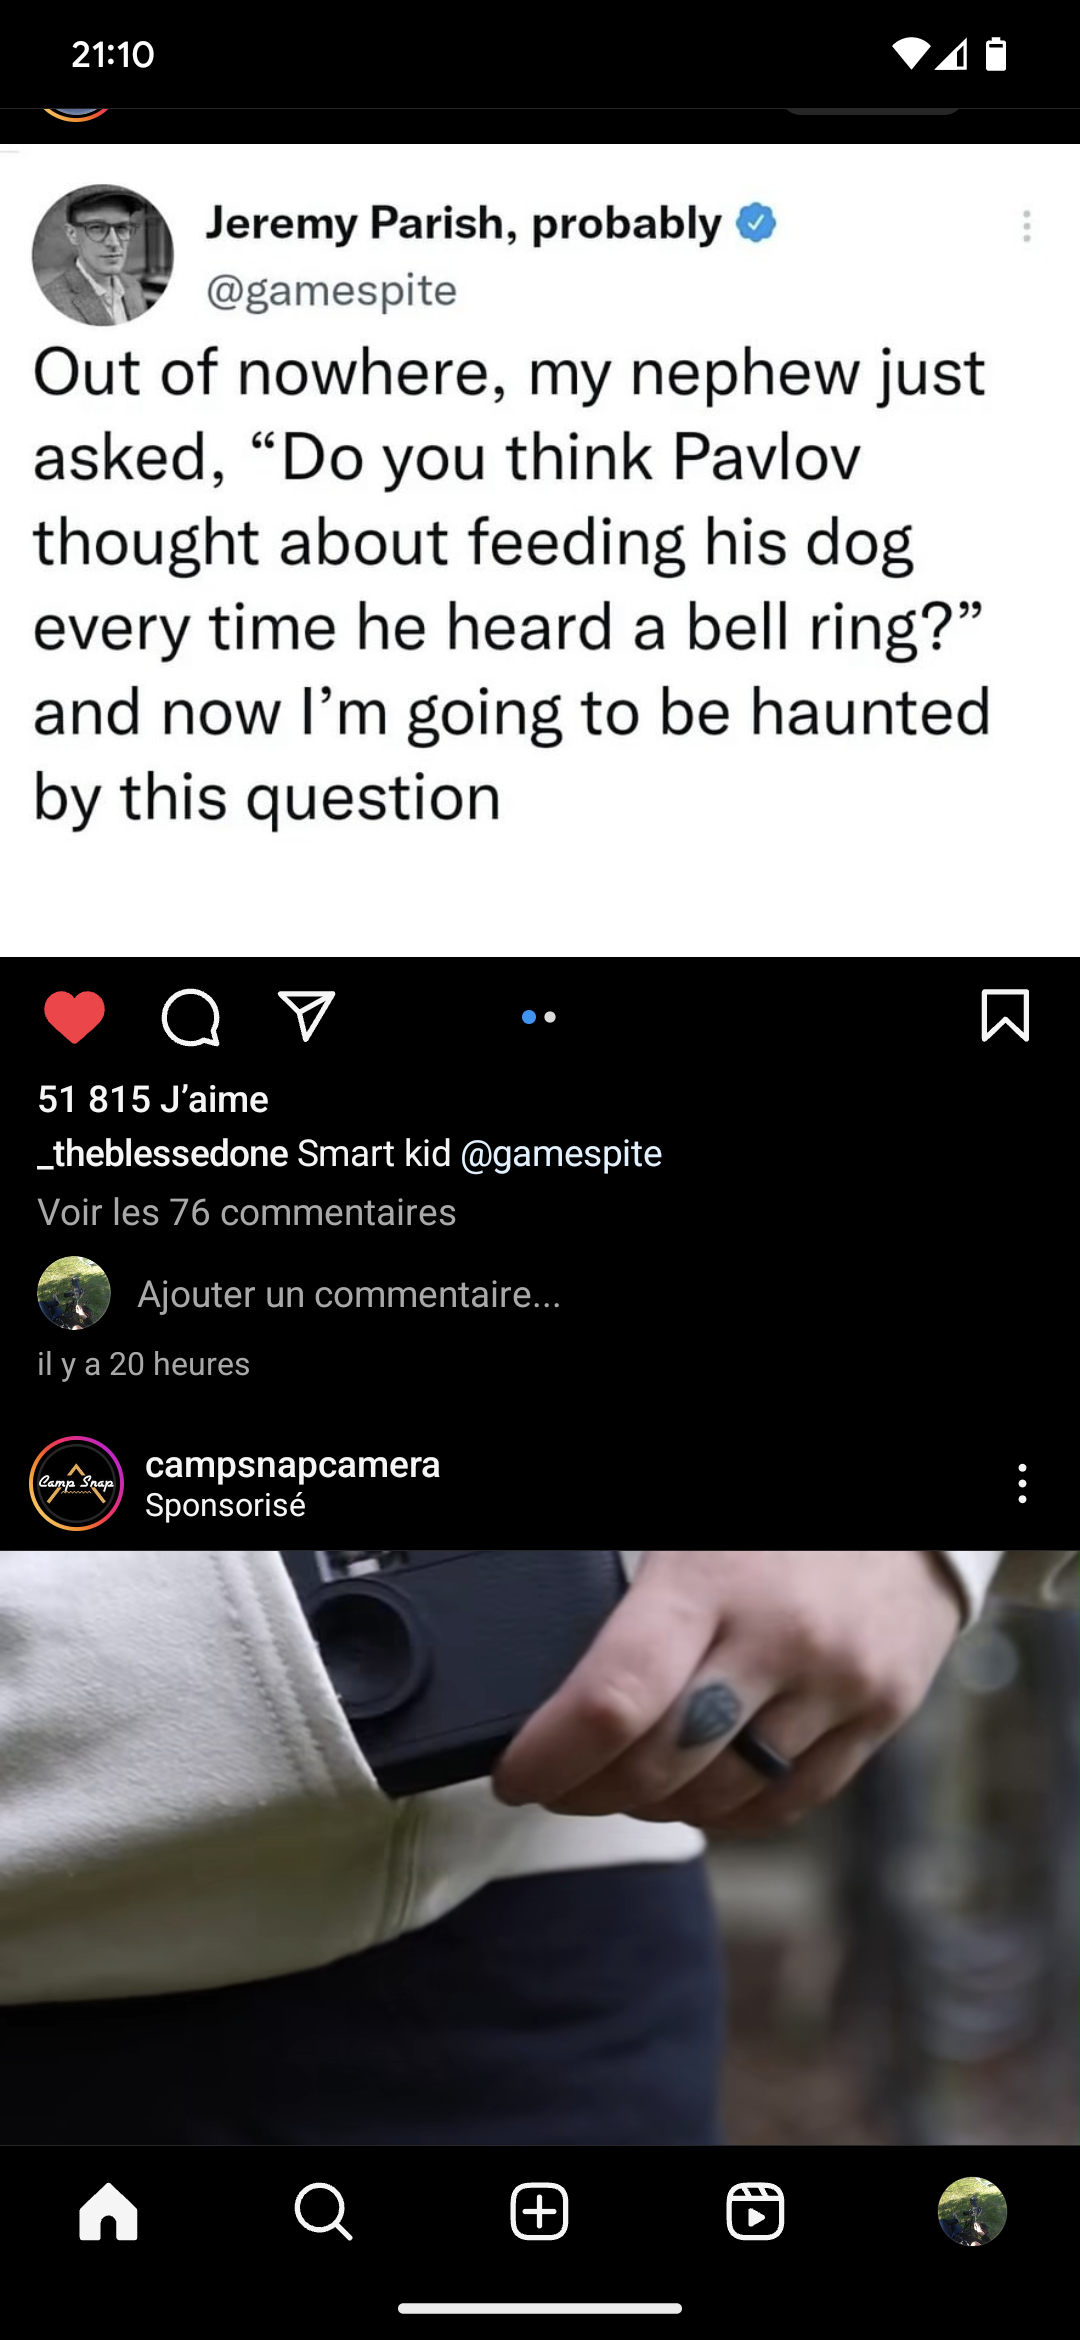 21:10
Jeremy Parish, probably
@gamespite
Out of nowhere, my nephew just
asked, “Do you think Pavlov
thought about feeding his dog
every time he heard a bell ring?”
and now I’m going to be haunted
by this question
51 815 J’aime
_theblessedone Smart kid @gamespite
Voir les 76 commentaires
Ajouter un commentaire...
il y a 20 heures
Camp Snap
campsnapcamera
Sponsorisé